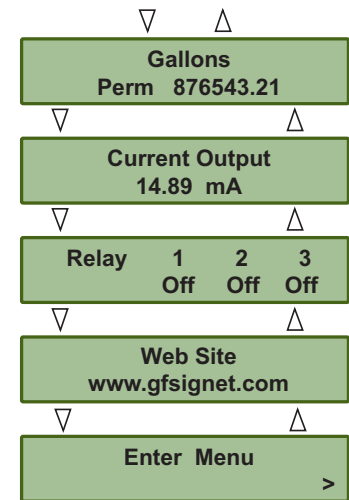 Gallons
Perm 876543.21
Current Output
14.89 mA
Relay 1 2 3
Off Off Off
Web Site
www.gfsignet.com
Enter Menu
>